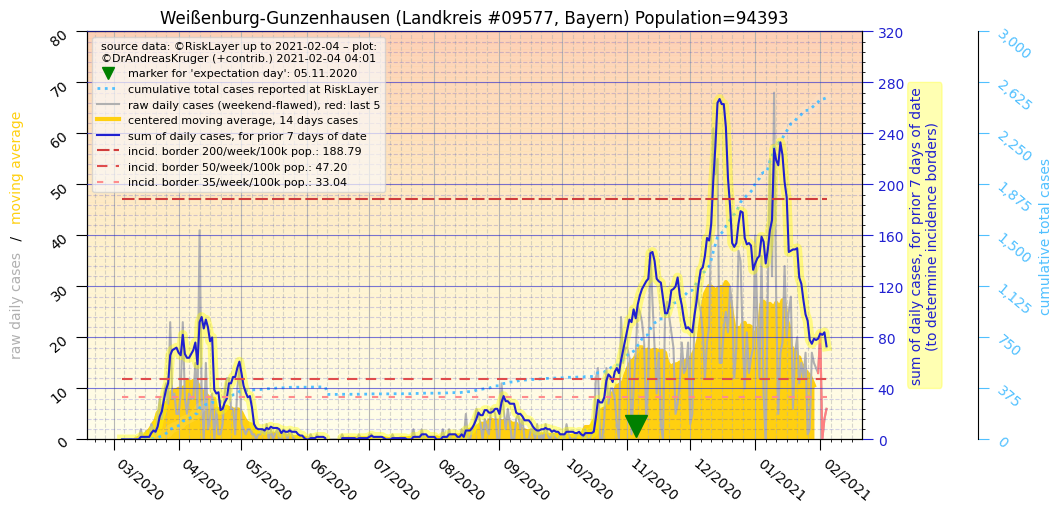 Weißenburg-Gunzenhausen (Landkreis #09577, Bayern) Population=94393
source data: ©RiskLayer up to 2021-02-04 – plot:
©DrAndreasKruger (+contrib.) 2021-02-04 04:01
marker for 'expectation day': 05.11.2020
cumulative total cases reported at RiskLayer
raw daily cases (weekend-flawed), red: last 5
centered moving average, 14 days cases
sum of daily cases, for prior 7 days of date
incid. border 200/week/100k pop.: 188.79
incid. border 50/week/100k pop.: 47.20
incid. border 35/week/100k pop.: 33.04
raw daily cases / moving average
80
70
60
50
40
30
20
10
0
320
280
240
200
160
120
80
40
0
sum of daily cases, for prior 7 days of date
(to determine incidence borders)
3,000
2,625
2,250
1,875
1,500
1,125
750
375
0
cumulative total cases
03/2020
04/2020
05/2020
06/2020
07/2020
08/2020
09/2020
10/2020
11/2020
12/2020
01/2021
02/2021